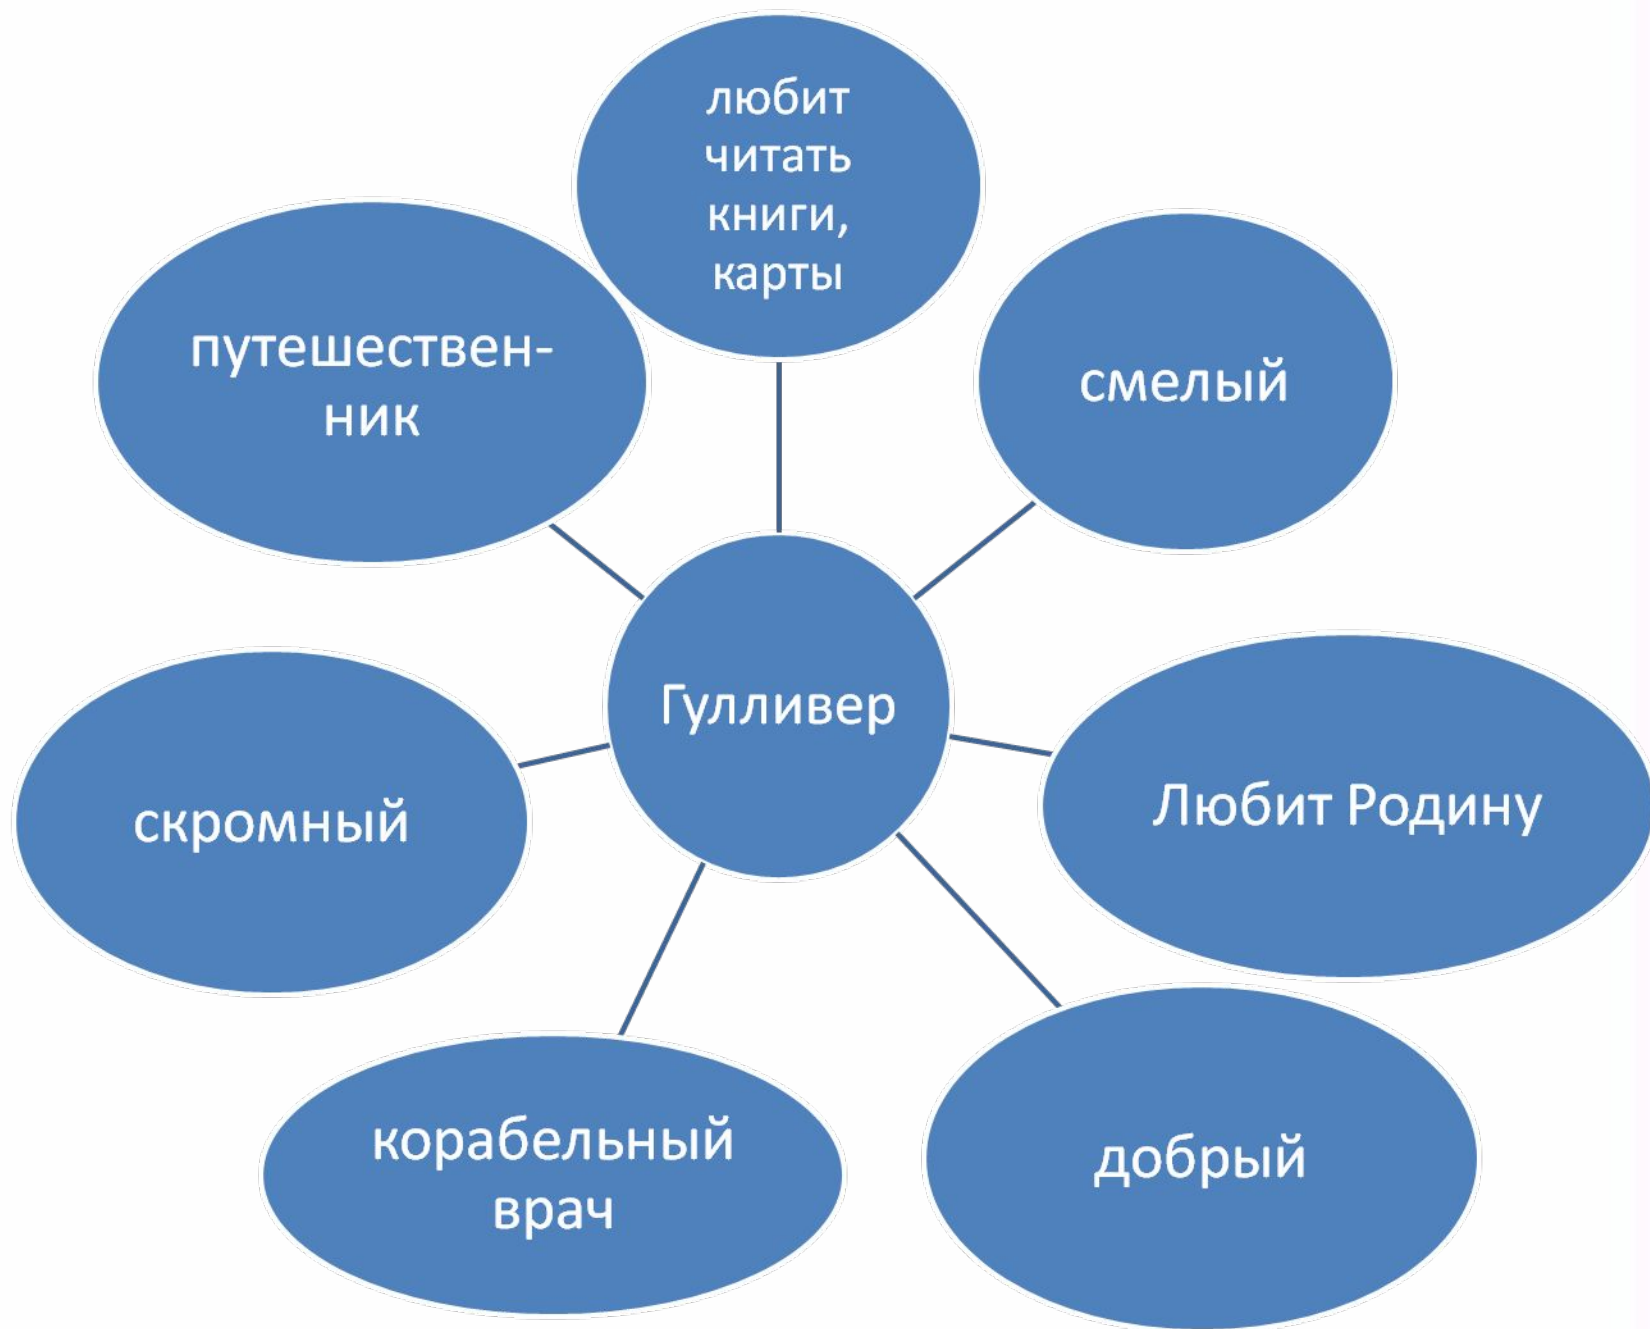 любит
читать
книги,
карты
путешествен-
ник
смелый
Гулливер
Любит Родину
скромный
корабельный
врач
добрый